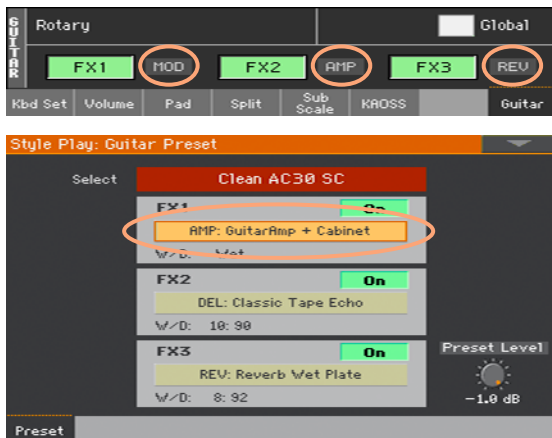 GUITAR
Rotary
Global
FX1 MOD FX2 AMP FX3 REV
Kbd Set Volume Pad Split Sub Scale KAOSS Guitar
Style Play: Guitar Preset
Select Clean AC30 SC
FX1 On
AMP: GuitarAmp + Cabinet
W/D: Wet
FX2 On
DEL: Classic Tape Echo
W/D: 10:90
FX3 On
Preset Level
REV: Reverb Wet Plate
W/D: 8:92
-1.0 dB
Preset